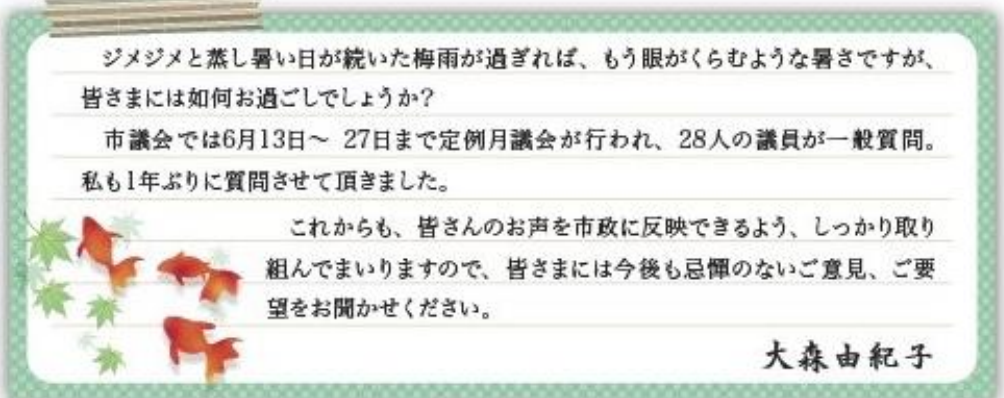 ジメジメと蒸し暑い日が続いた梅雨が過ぎれば、もう眼がくらむような暑さですが、
皆さまには如何お過ごしでしょうか?
市議会では6月13日～ 27日まで定例月議会が行われ、28人の議員が一般質問。
私も1年ぶりに質問させて頂きました。
これからも、皆さんのお声を市政に反映できるよう、しっかり取り
組んでまいりますので、皆さまには今後も忌憚のないご意見、ご要
望をお聞かせください。
大森由紀子